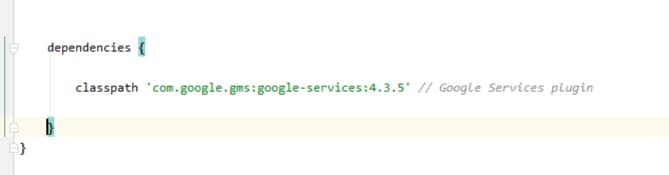 dependencies {
classpath 'com.google.gms:google-services:4.3.5' // Google Services plugin
}
}